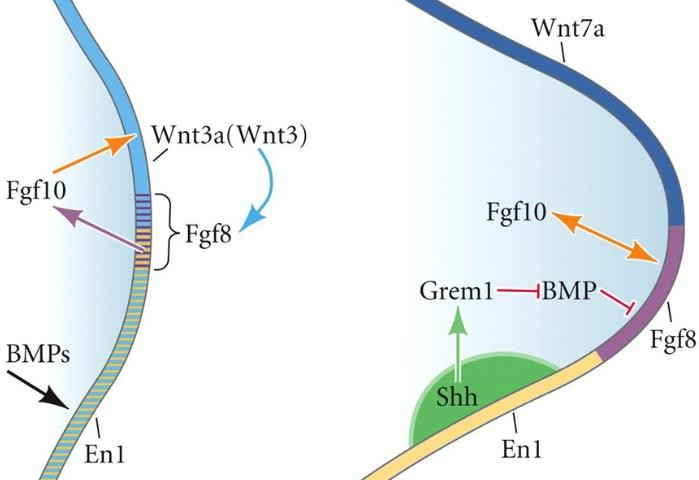 Wnt3a(Wnt3)
Fgf10
Fgf8
BMPs
En1
Wnt7a
Fgf10
Grem1
BMP
Fgf8
Shh
En1